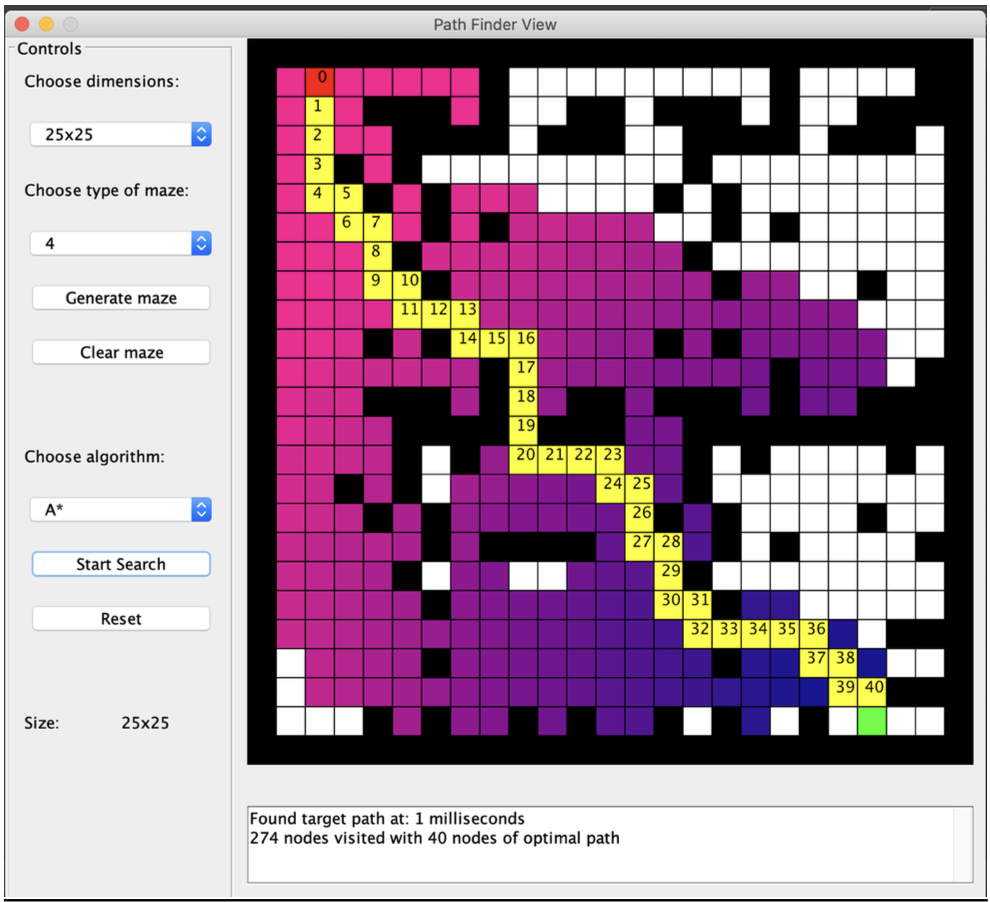 Path Finder View
Controls
Choose dimensions:
25x25
Choose type of maze:
4
Generate maze
Clear maze
Choose algorithm:
A*
Start Search
Reset
Size: 25x25
0
1
2
3
4 5
6 7
8
9 10
11 12 13
14 15 16
17
18
19
20 21 22 23
24 25
26
27 28
29
30 31
32 33 34 35 36
37 38
39 40
Found target path at: 1 milliseconds
274 nodes visited with 40 nodes of optimal path